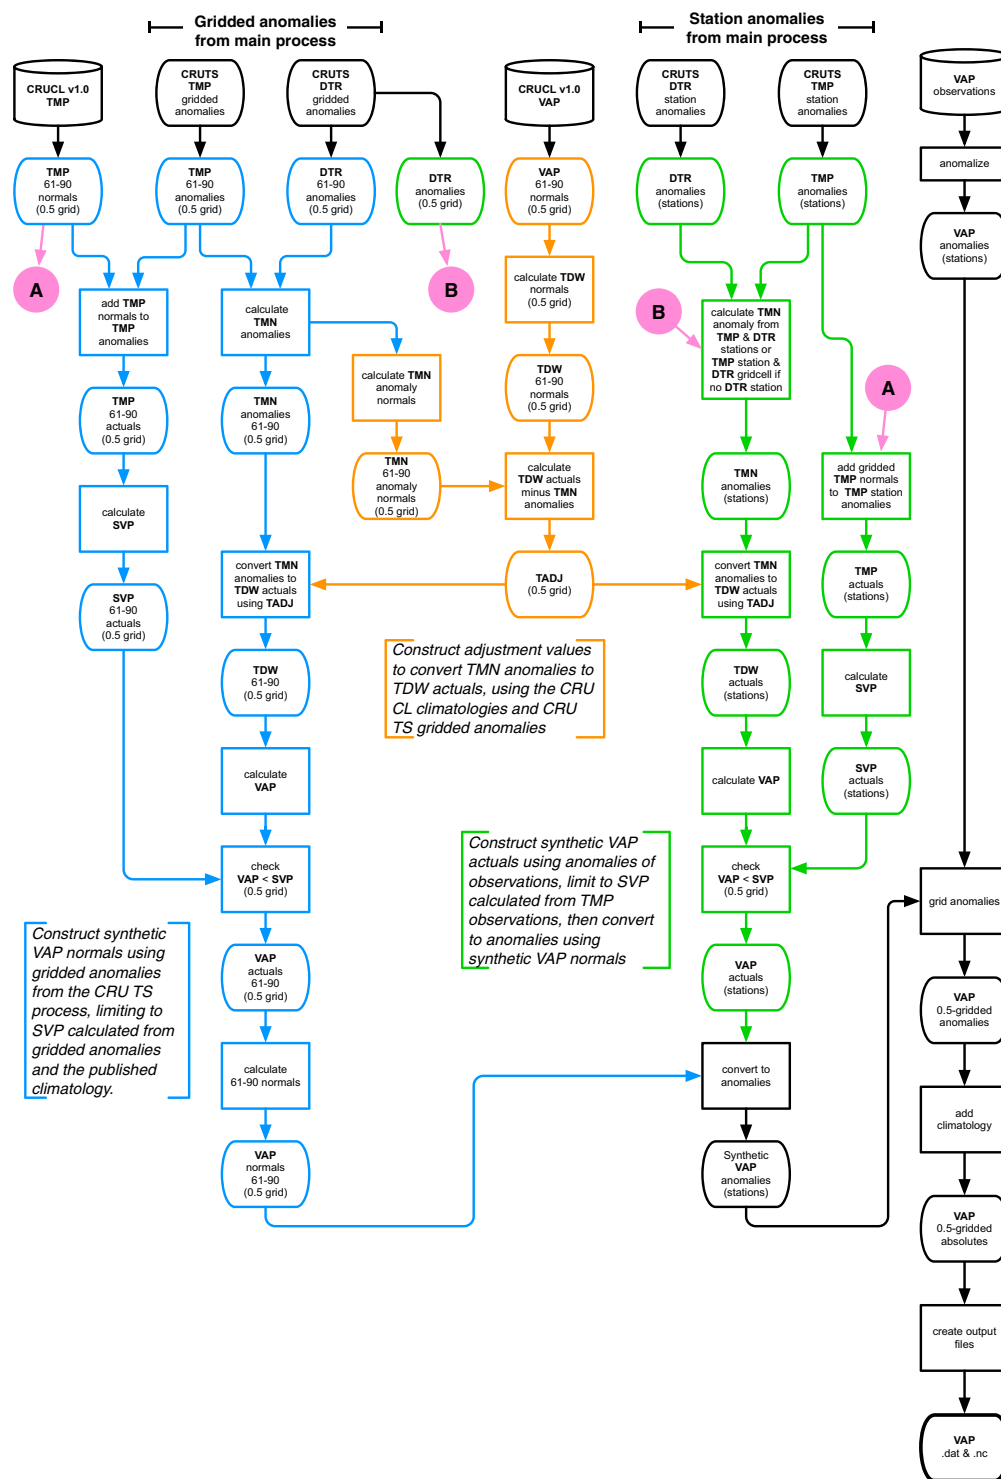 Gridded anomalies
from main process
Station anomalies
from main process
CRUCL v1.0
TMP
CRUTS
TMP
gridded
anomalies
CRUTS
DTR
gridded
anomalies
CRUCL v1.0
VAP
CRUTS
DTR
station
anomalies
CRUTS
TMP
station
anomalies
VAP
observations
anomalize
TMP
61-90
normals
(0.5 grid)
TMP
61-90
anomalies
(0.5 grid)
DTR
61-90
anomalies
(0.5 grid)
DTR
anomalies
(0.5 grid)
VAP
61-90
normals
(0.5 grid)
DTR
anomalies
(stations)
TMP
anomalies
(stations)
VAP
anomalies
(stations)
A
B
add TMP
normals to
TMP
anomalies
calculate
TMN
anomalies
calculate TDW
normals
(0.5 grid)
B
calculate TMN
anomaly from
TMP & DTR
stations or
TMP station &
DTR gridcell if
no DTR station
A
calculate TMN
anomaly
normals
TMP
61-90
actuals
(0.5 grid)
TMN
anomalies
61-90
(0.5 grid)
TDW
61-90
normals
(0.5 grid)
TMN
61-90
anomaly
normals
(0.5 grid)
calculate
TDW actuals
minus TMN
anomalies
TMN
anomalies
(stations)
add gridded
TMP normals
to TMP station
anomalies
calculate
SVP
convert TMN
anomalies to
TDW actuals
using TADJ
TADJ
(0.5 grid)
convert TMN
anomalies to
TDW actuals
using TADJ
TMP
actuals
(stations)
SVP
61-90
actuals
(0.5 grid)
Construct adjustment values
to convert TMN anomalies to
TDW actuals, using the CRU
CL climatologies and CRU
TS gridded anomalies
TDW
61-90
(0.5 grid)
TDW
actuals
(stations)
calculate
SVP
calculate
VAP
calculate VAP
SVP
actuals
(stations)
Construct synthetic VAP
actuals using anomalies of
observations, limit to SVP
calculated from TMP
observations, then convert
to anomalies using
synthetic VAP normals
check
VAP < SVP
(0.5 grid)
check
VAP < SVP
(0.5 grid)
grid anomalies
Construct synthetic
VAP normals using
gridded anomalies
from the CRU TS
process, limiting to
SVP calculated from
gridded anomalies
and the published
climatology.
VAP
actuals
61-90
(0.5 grid)
VAP
actuals
(stations)
VAP
0.5-gridded
anomalies
calculate
61-90 normals
convert to
anomalies
add
climatology
VAP
normals
61-90
(0.5 grid)
Synthetic
VAP
anomalies
(stations)
VAP
0.5-gridded
absolutes
create output
files
VAP
.dat & .nc